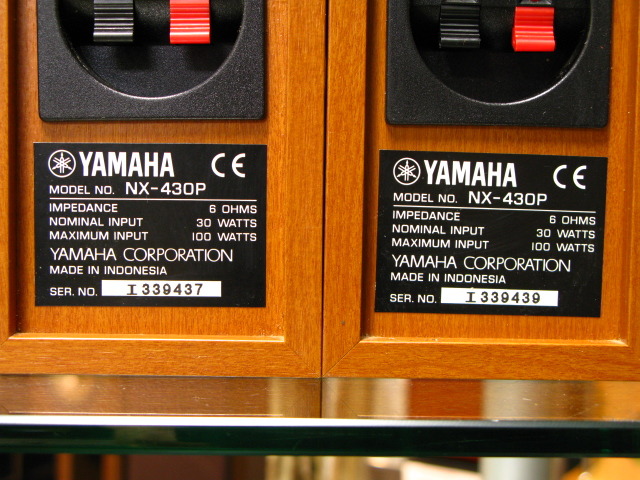 YAMAHA CE
MODEL NO. NX-430P
IMPEDANCE 6 OHMS
NOMINAL INPUT 30 WATTS
MAXIMUM INPUT 100 WATTS
YAMAHA CORPORATION
MADE IN INDONESIA
SER. NO. I 339437
YAMAHA CE
MODEL NO. NX-430P
IMPEDANCE 6 OHMS
NOMINAL INPUT 30 WATTS
MAXIMUM INPUT 100 WATTS
YAMAHA CORPORATION
MADE IN INDONESIA
SER. NO. I 339439